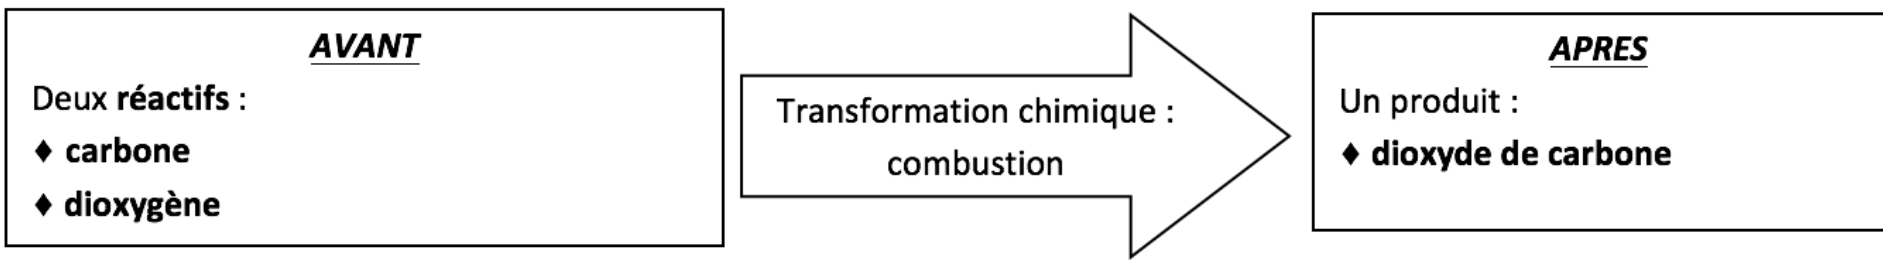 AVANT
Deux réactifs :
♦ carbone
♦ dioxygène
Transformation chimique :
combustion
APRES
Un produit :
♦ dioxyde de carbone